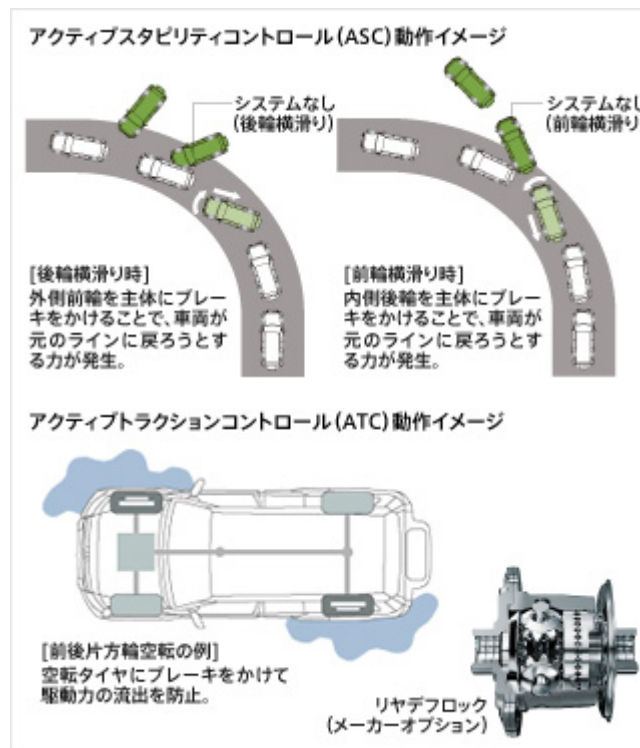 アクティブスタビリティコントロール（ASC）動作イメージ
システムなし
（後輪横滑り）
システムなし
（前輪横滑り）
[後輪横滑り時]
外側前輪を主体にブレー
キをかけることで、車両が
元のラインに戻ろうとす
る力が発生。
[前輪横滑り時]
内側後輪を主体にブレー
キをかけることで、車両が
元のラインに戻ろうとす
る力が発生。
アクティブトラクションコントロール（ATC）動作イメージ
[前後片方輪空転の例]
空転タイヤにブレーキをかけて
駆動力の流出を防止。
リヤデフロック
（メーカーオプション）